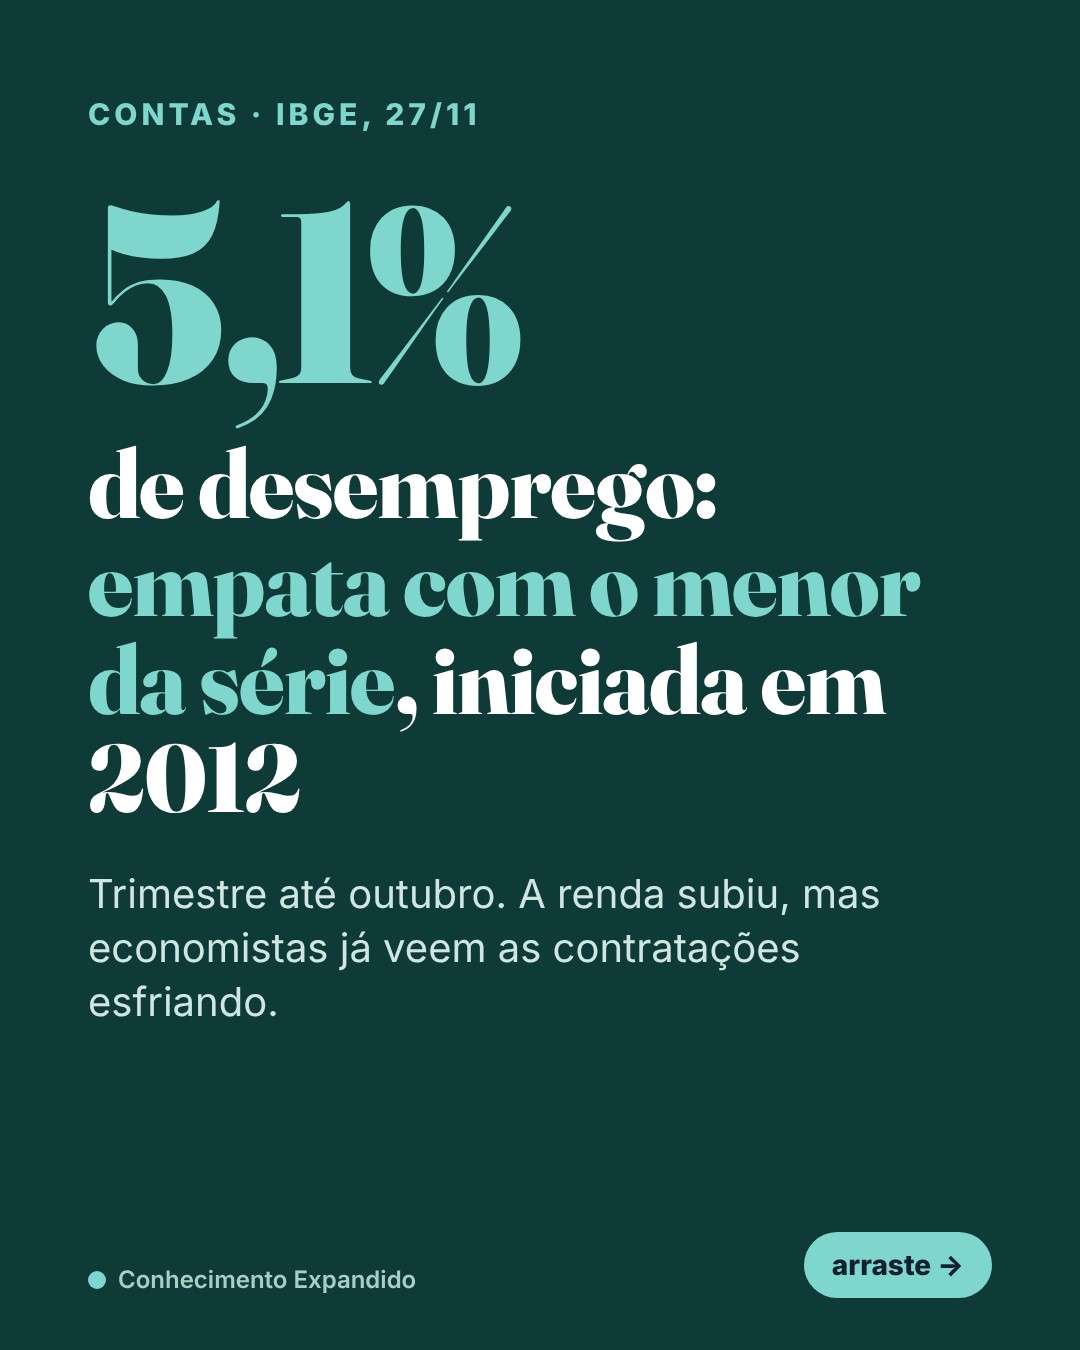 CONTAS · IBGE, 27/11
5,1%
de desemprego:
empata com o menor
da série, iniciada em
2012
Trimestre até outubro. A renda subiu, mas
economistas já veem as contratações
esfriando.
Conhecimento Expandido
arraste →